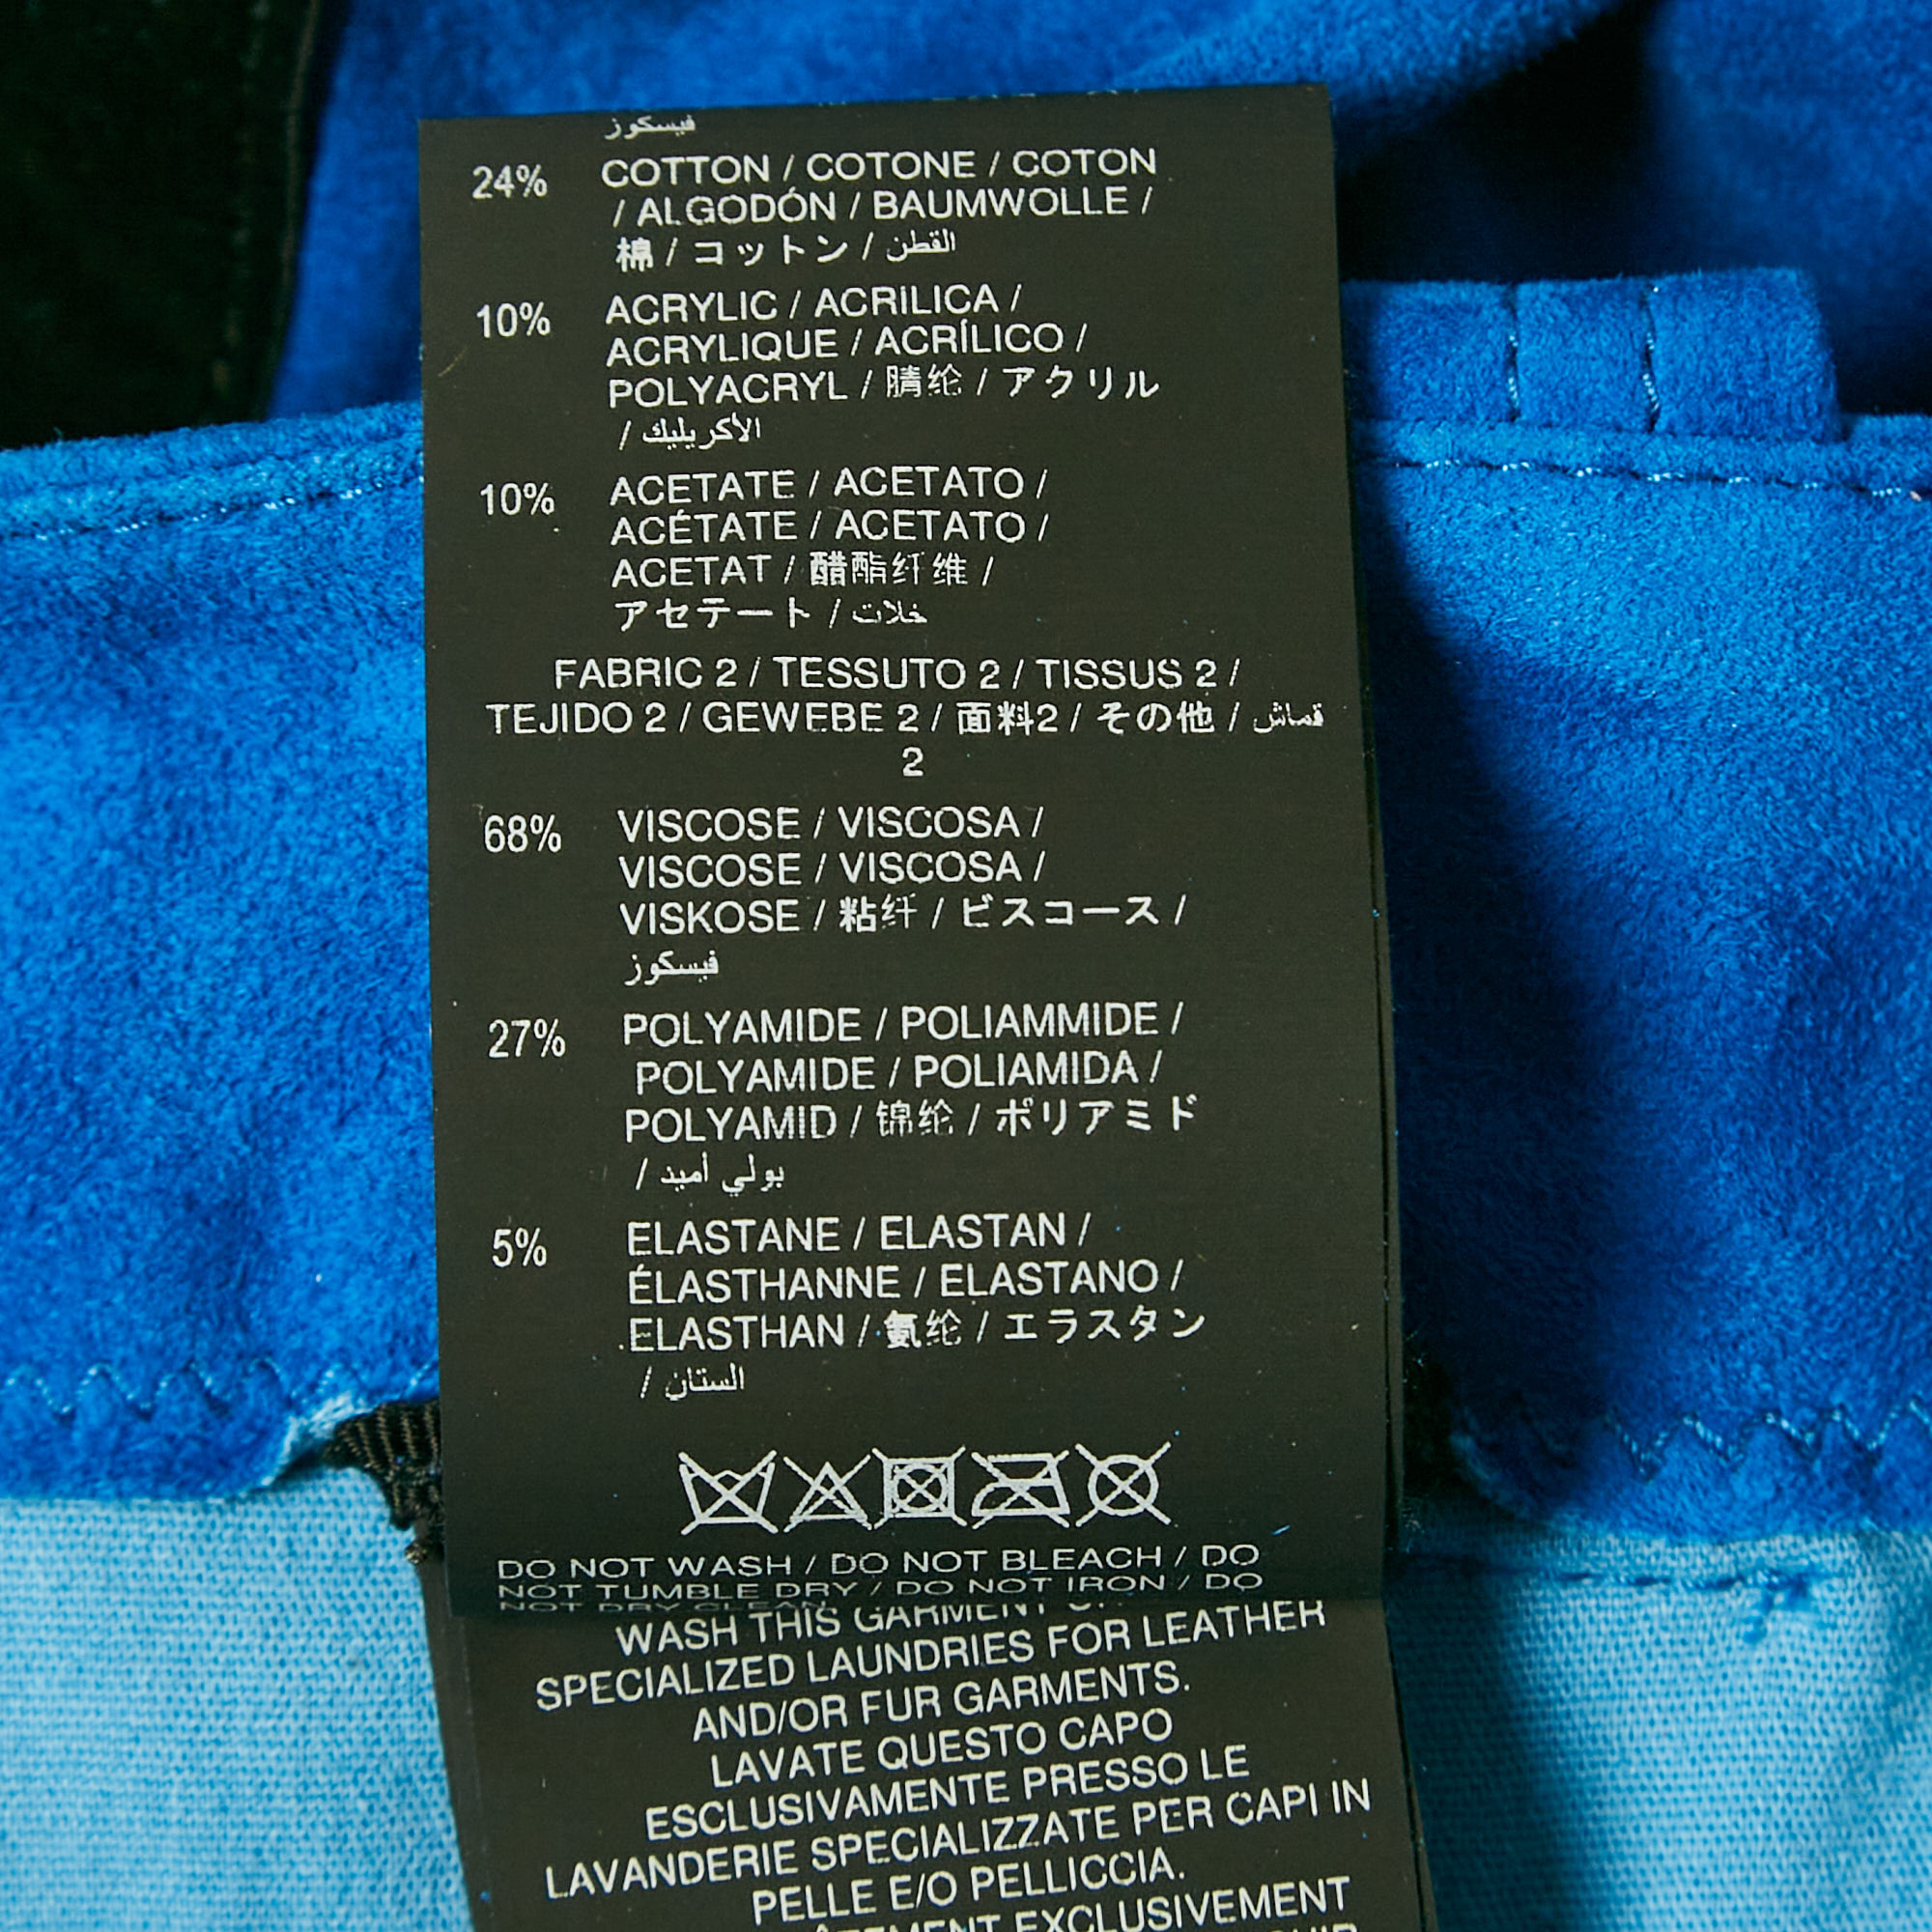 فيسكوز
24% COTTON / COTONE / COTON
/ ALGODÓN / BAUMWOLLE /
棉 / コットン / القطن
10% ACRYLIC / ACRILICA /
ACRYLIQUE / ACRÍLICO /
POLYACRYL / 腈纶 / アクリル
/ الأكريليك
10% ACETATE / ACETATO /
ACÉTATE / ACETATO /
ACETAT / 醋酯纤维 /
アセテート / خلات
FABRIC 2 / TESSUTO 2 / TISSUS 2 /
TEJIDO 2 / GEWEBE 2 / 面料2 / その他 / قماش
2
68% VISCOSE / VISCOSA /
VISCOSE / VISCOSA /
VISKOSE / 粘纤 / ビスコース /
فيسكوز
27% POLYAMIDE / POLIAMMIDE /
POLYAMIDE / POLIAMIDA /
POLYAMID / 锦纶 / ポリアミド
/ بولي أميد
5% ELASTANE / ELASTAN /
ÉLASTHANNE / ELASTANO /
ELASTHAN / 氨纶 / エラスタン
/ الستان
DO NOT WASH / DO NOT BLEACH / DO
NOT TUMBLE DRY / DO NOT IRON / DO
NOT DRY CLEAN
WASH THIS GARMENT
SPECIALIZED LAUNDRIES FOR LEATHER
AND/OR FUR GARMENTS.
LAVATE QUESTO CAPO
ESCLUSIVAMENTE PRESSO LE
LAVANDERIE SPECIALIZZATE PER CAPI IN
PELLE E/O PELLICCIA.
EXCLUSIVEMENT